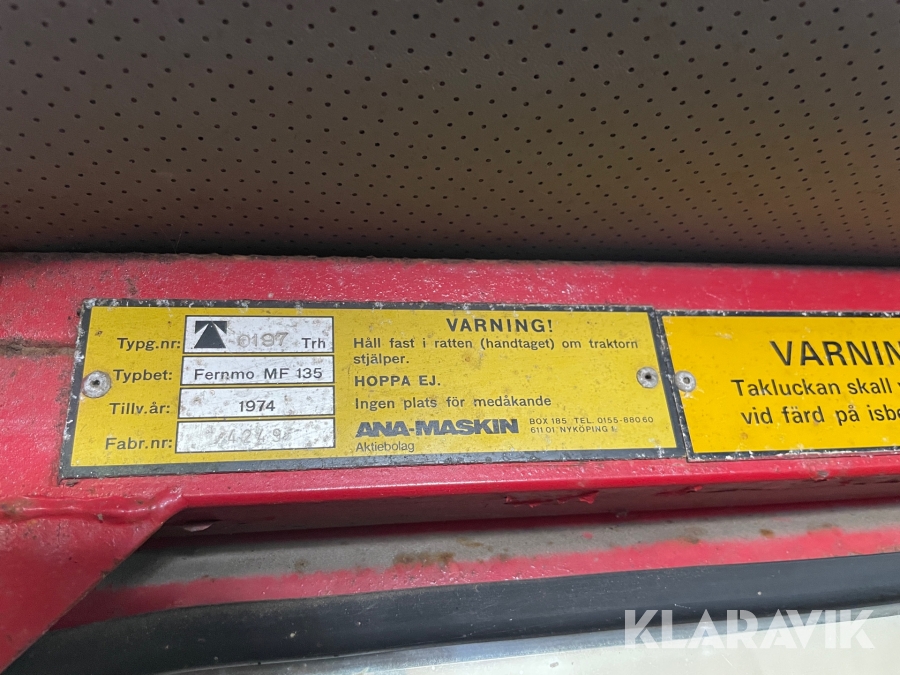 Typg.nr: 0197 Trh
Typbet: Fernmo MF 135
Tillv.år: 1974
Fabr.nr:
VARNING!
Håll fast i ratten (handtaget) om traktorn
stjälper.
HOPPA EJ.
Ingen plats för medåkande
ANA-MASKIN
Aktiebolag
BOX 185 TEL. 0155-880 60
611 01 NYKÖPING 1
VARNIN
Takluckan skall
vid färd på isbe
KLARAVIK